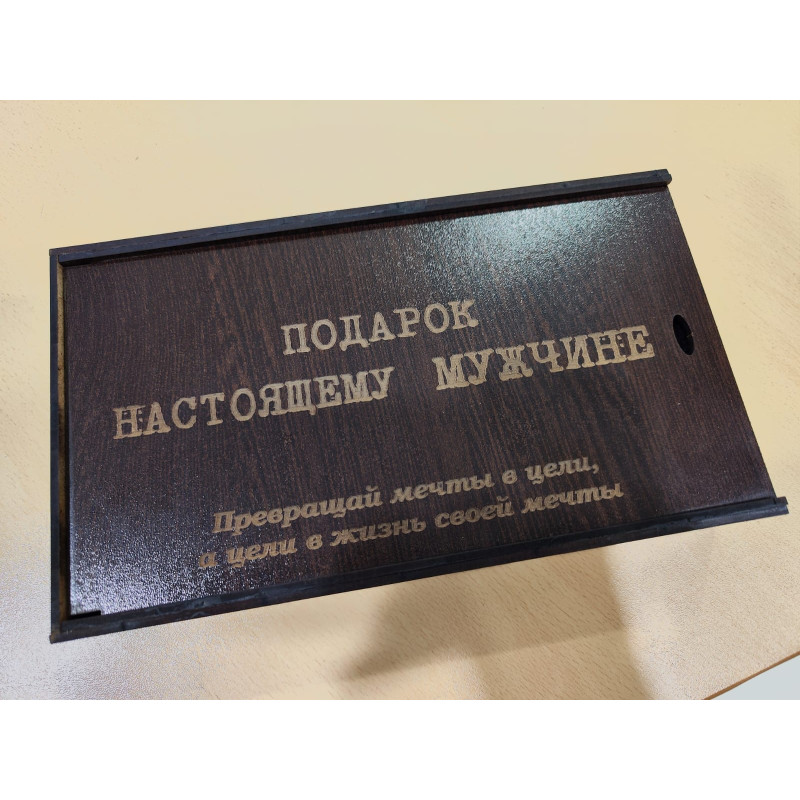 ПОДАРОК
НАСТОЯЩЕМУ МУЖЧИНЕ
Превращай мечты в цели,
а цели в жизнь своей мечты